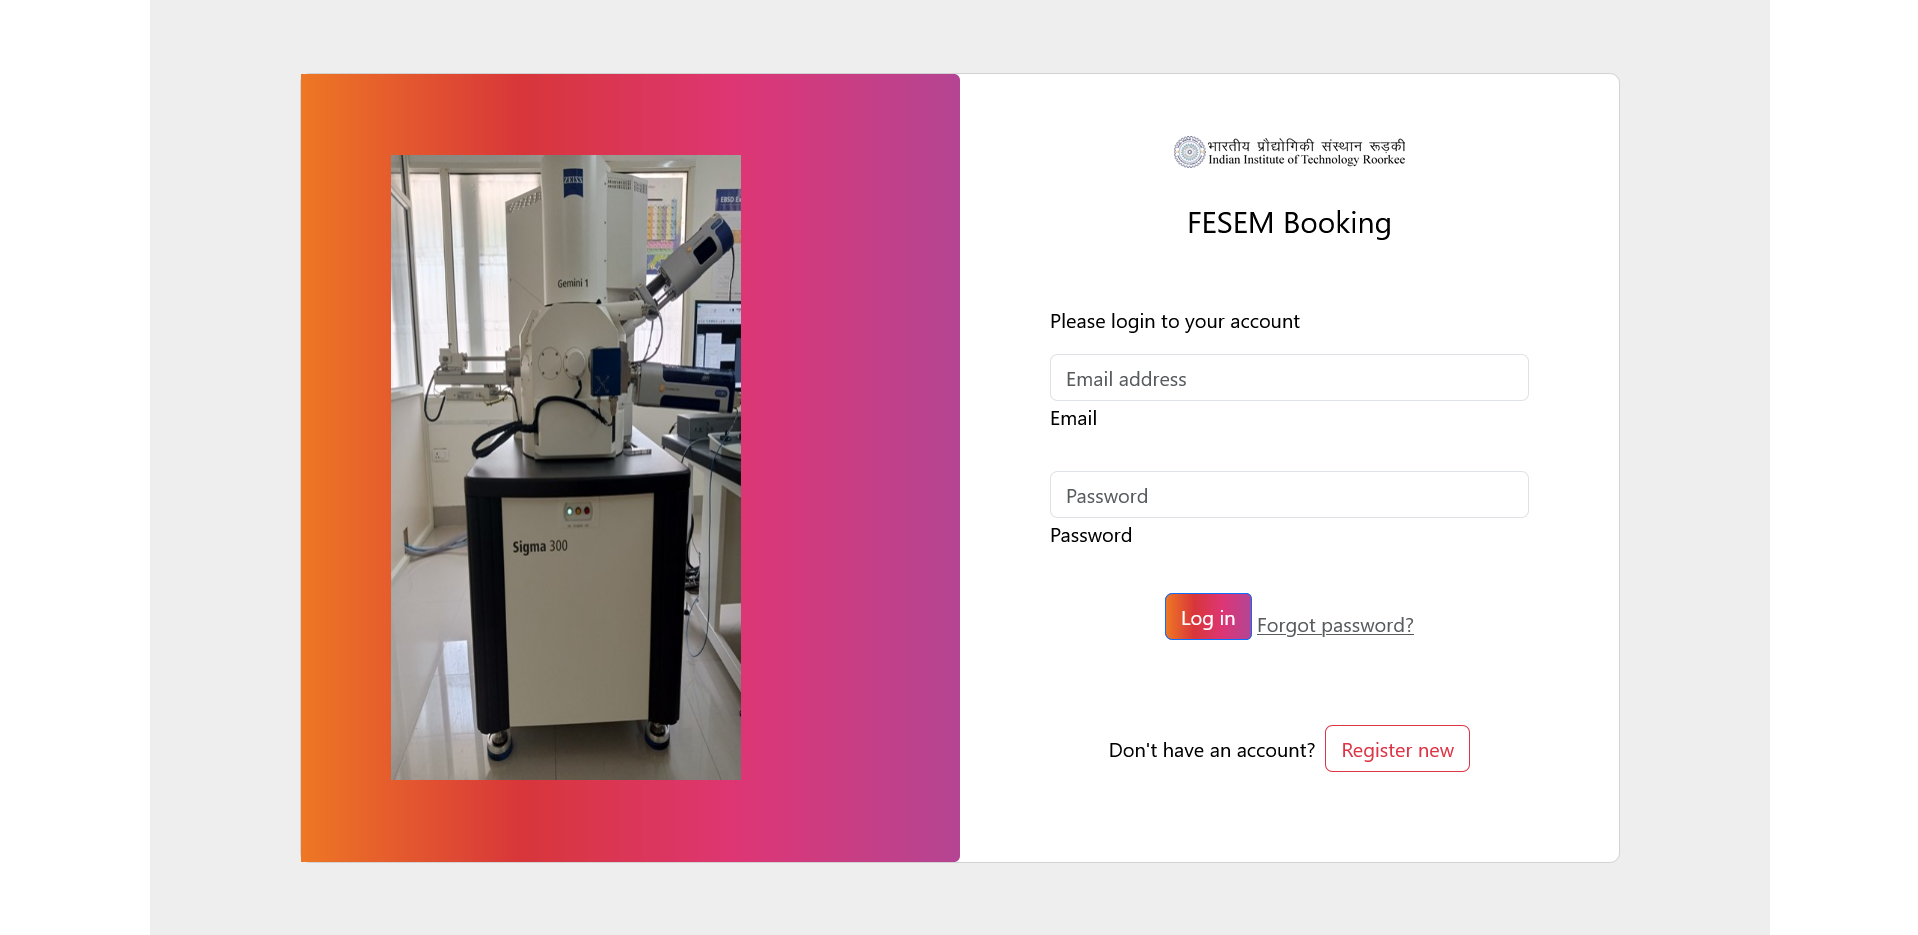 ZEISS
EBSD
Gemini 1
Sigma 300
भारतीय प्रौद्योगिकी संस्थान रूड़की
Indian Institute of Technology Roorkee
FESEM Booking
Please login to your account
Email address
Email
Password
Password
Log in Forgot password?
Don't have an account? Register new